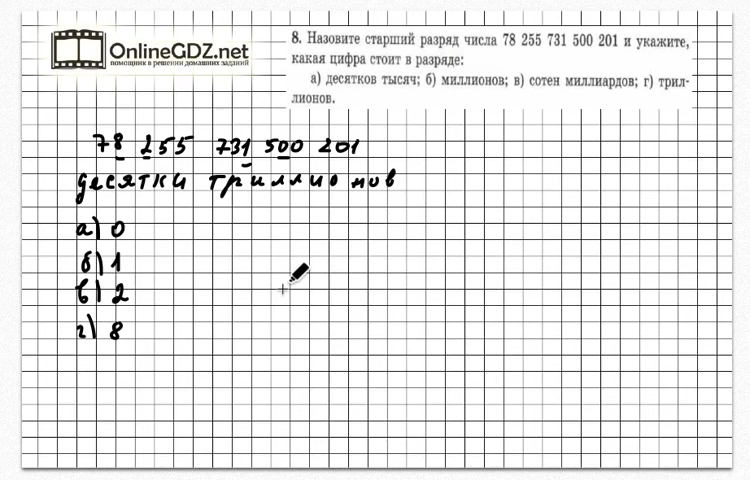 OnlineGDZ.net
помощник в решении домашних заданий
8. Назовите старший разряд числа 78 255 731 500 201 и укажите,
какая цифра стоит в разряде:
а) десятков тысяч; б) миллионов; в) сотен миллиардов; г) трил-
лионов.
78 255 731 500 201
десятки триллионов
а) 0
б) 1
в) 2
г) 8